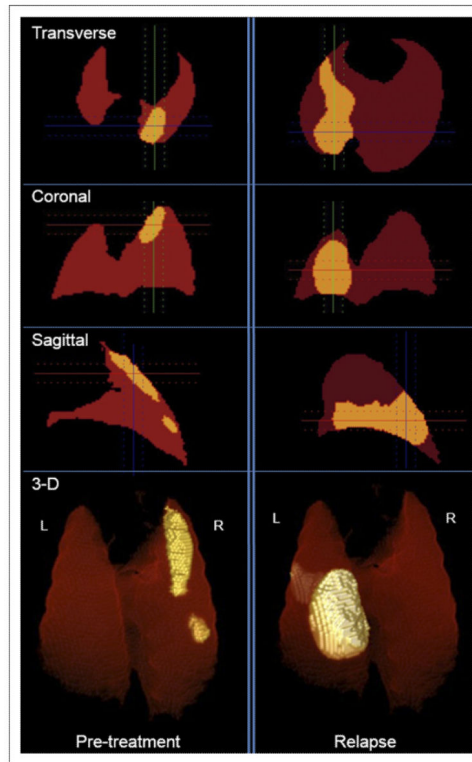 Transverse
Coronal
Sagittal
3-D
L R
L R
Pre-treatment Relapse